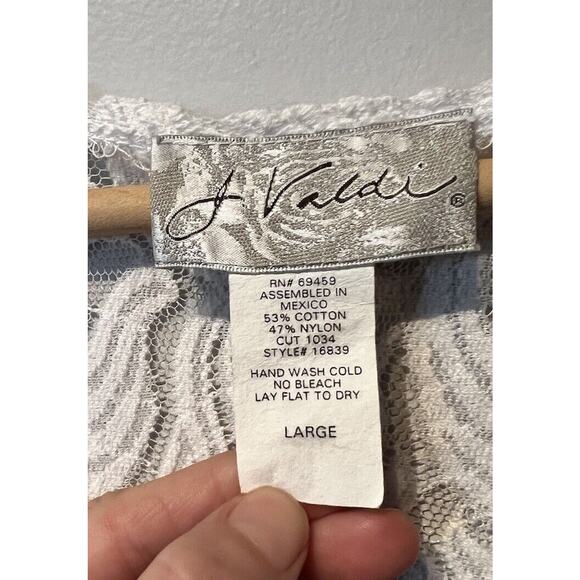 J Valdi ®
RN# 69459
ASSEMBLED IN
MEXICO
53% COTTON
47% NYLON
CUT 1034
STYLE# 16839
HAND WASH COLD
NO BLEACH
LAY FLAT TO DRY
LARGE